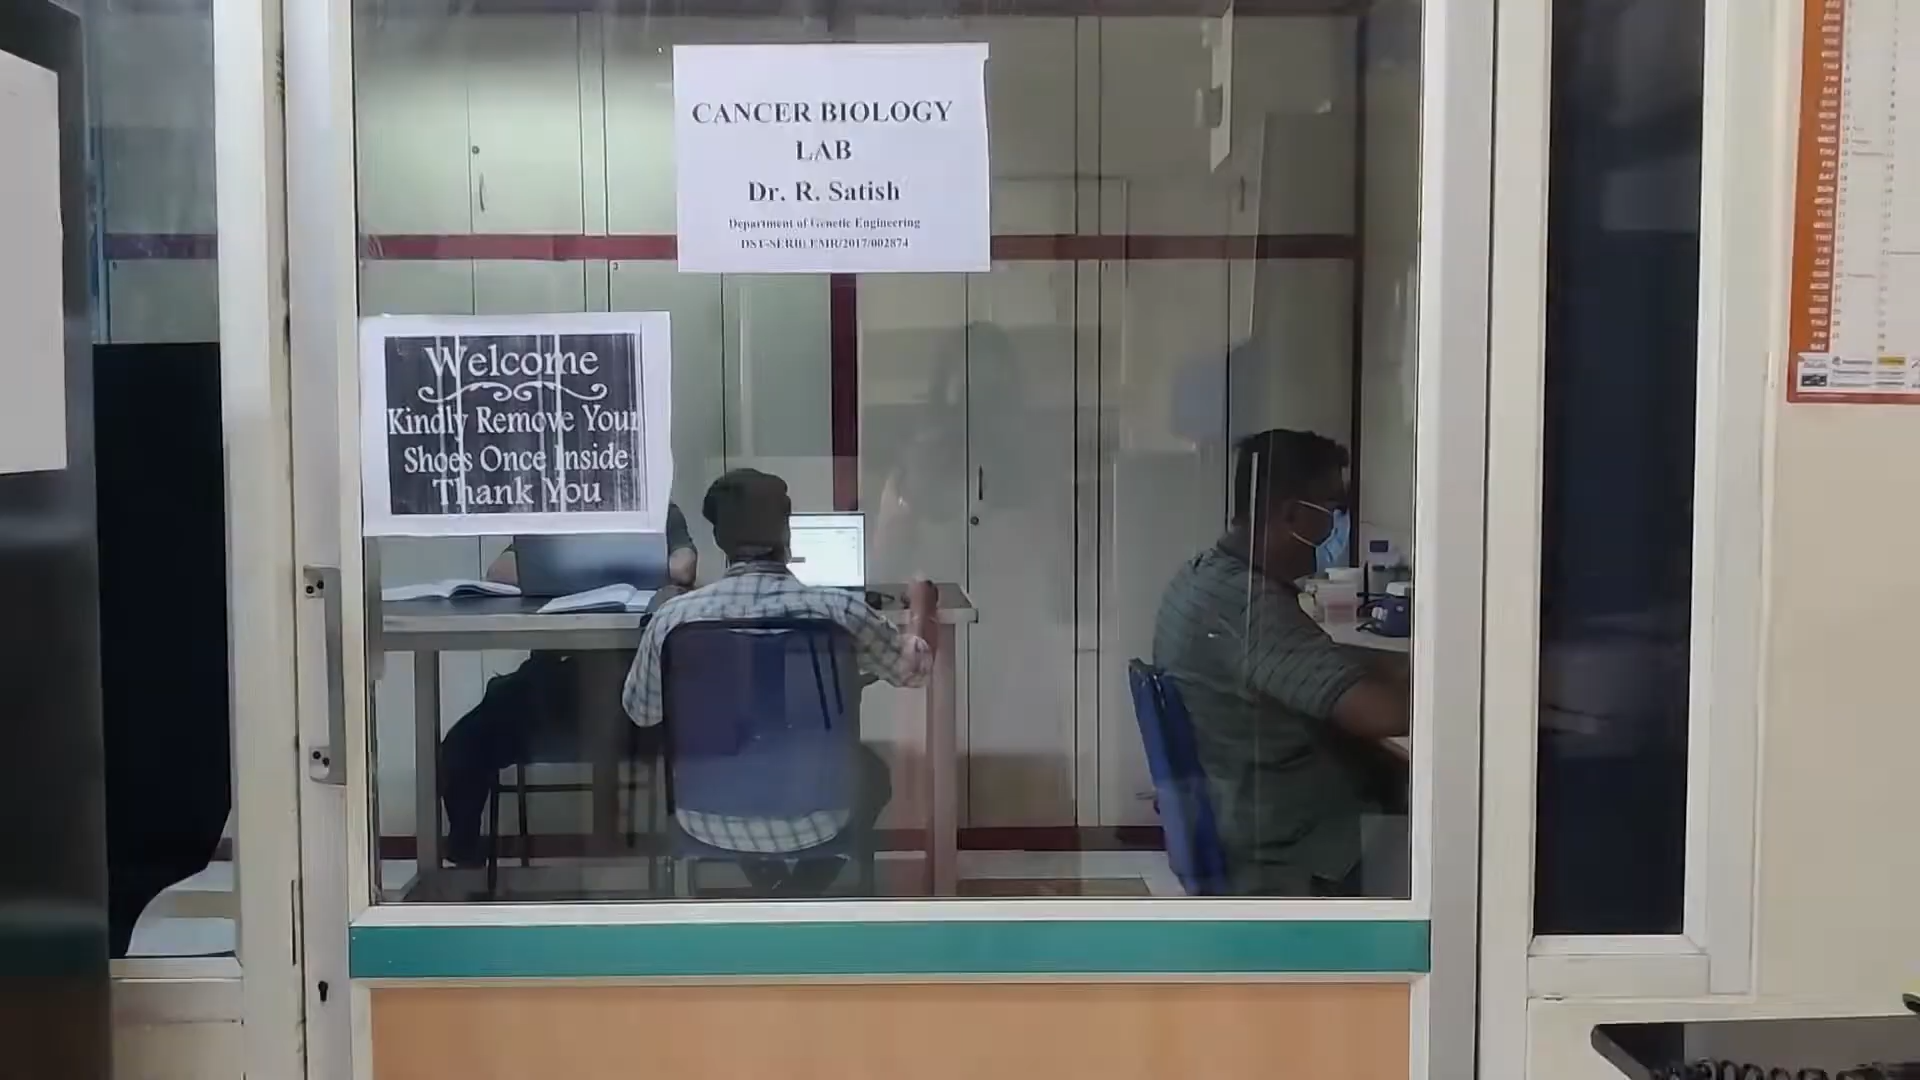 CANCER BIOLOGY
LAB
Dr. R. Satish
Department of Genetic Engineering
DST-SERB/EMR/2017/002874
Welcome
Kindly Remove Your
Shoes Once Inside
Thank You